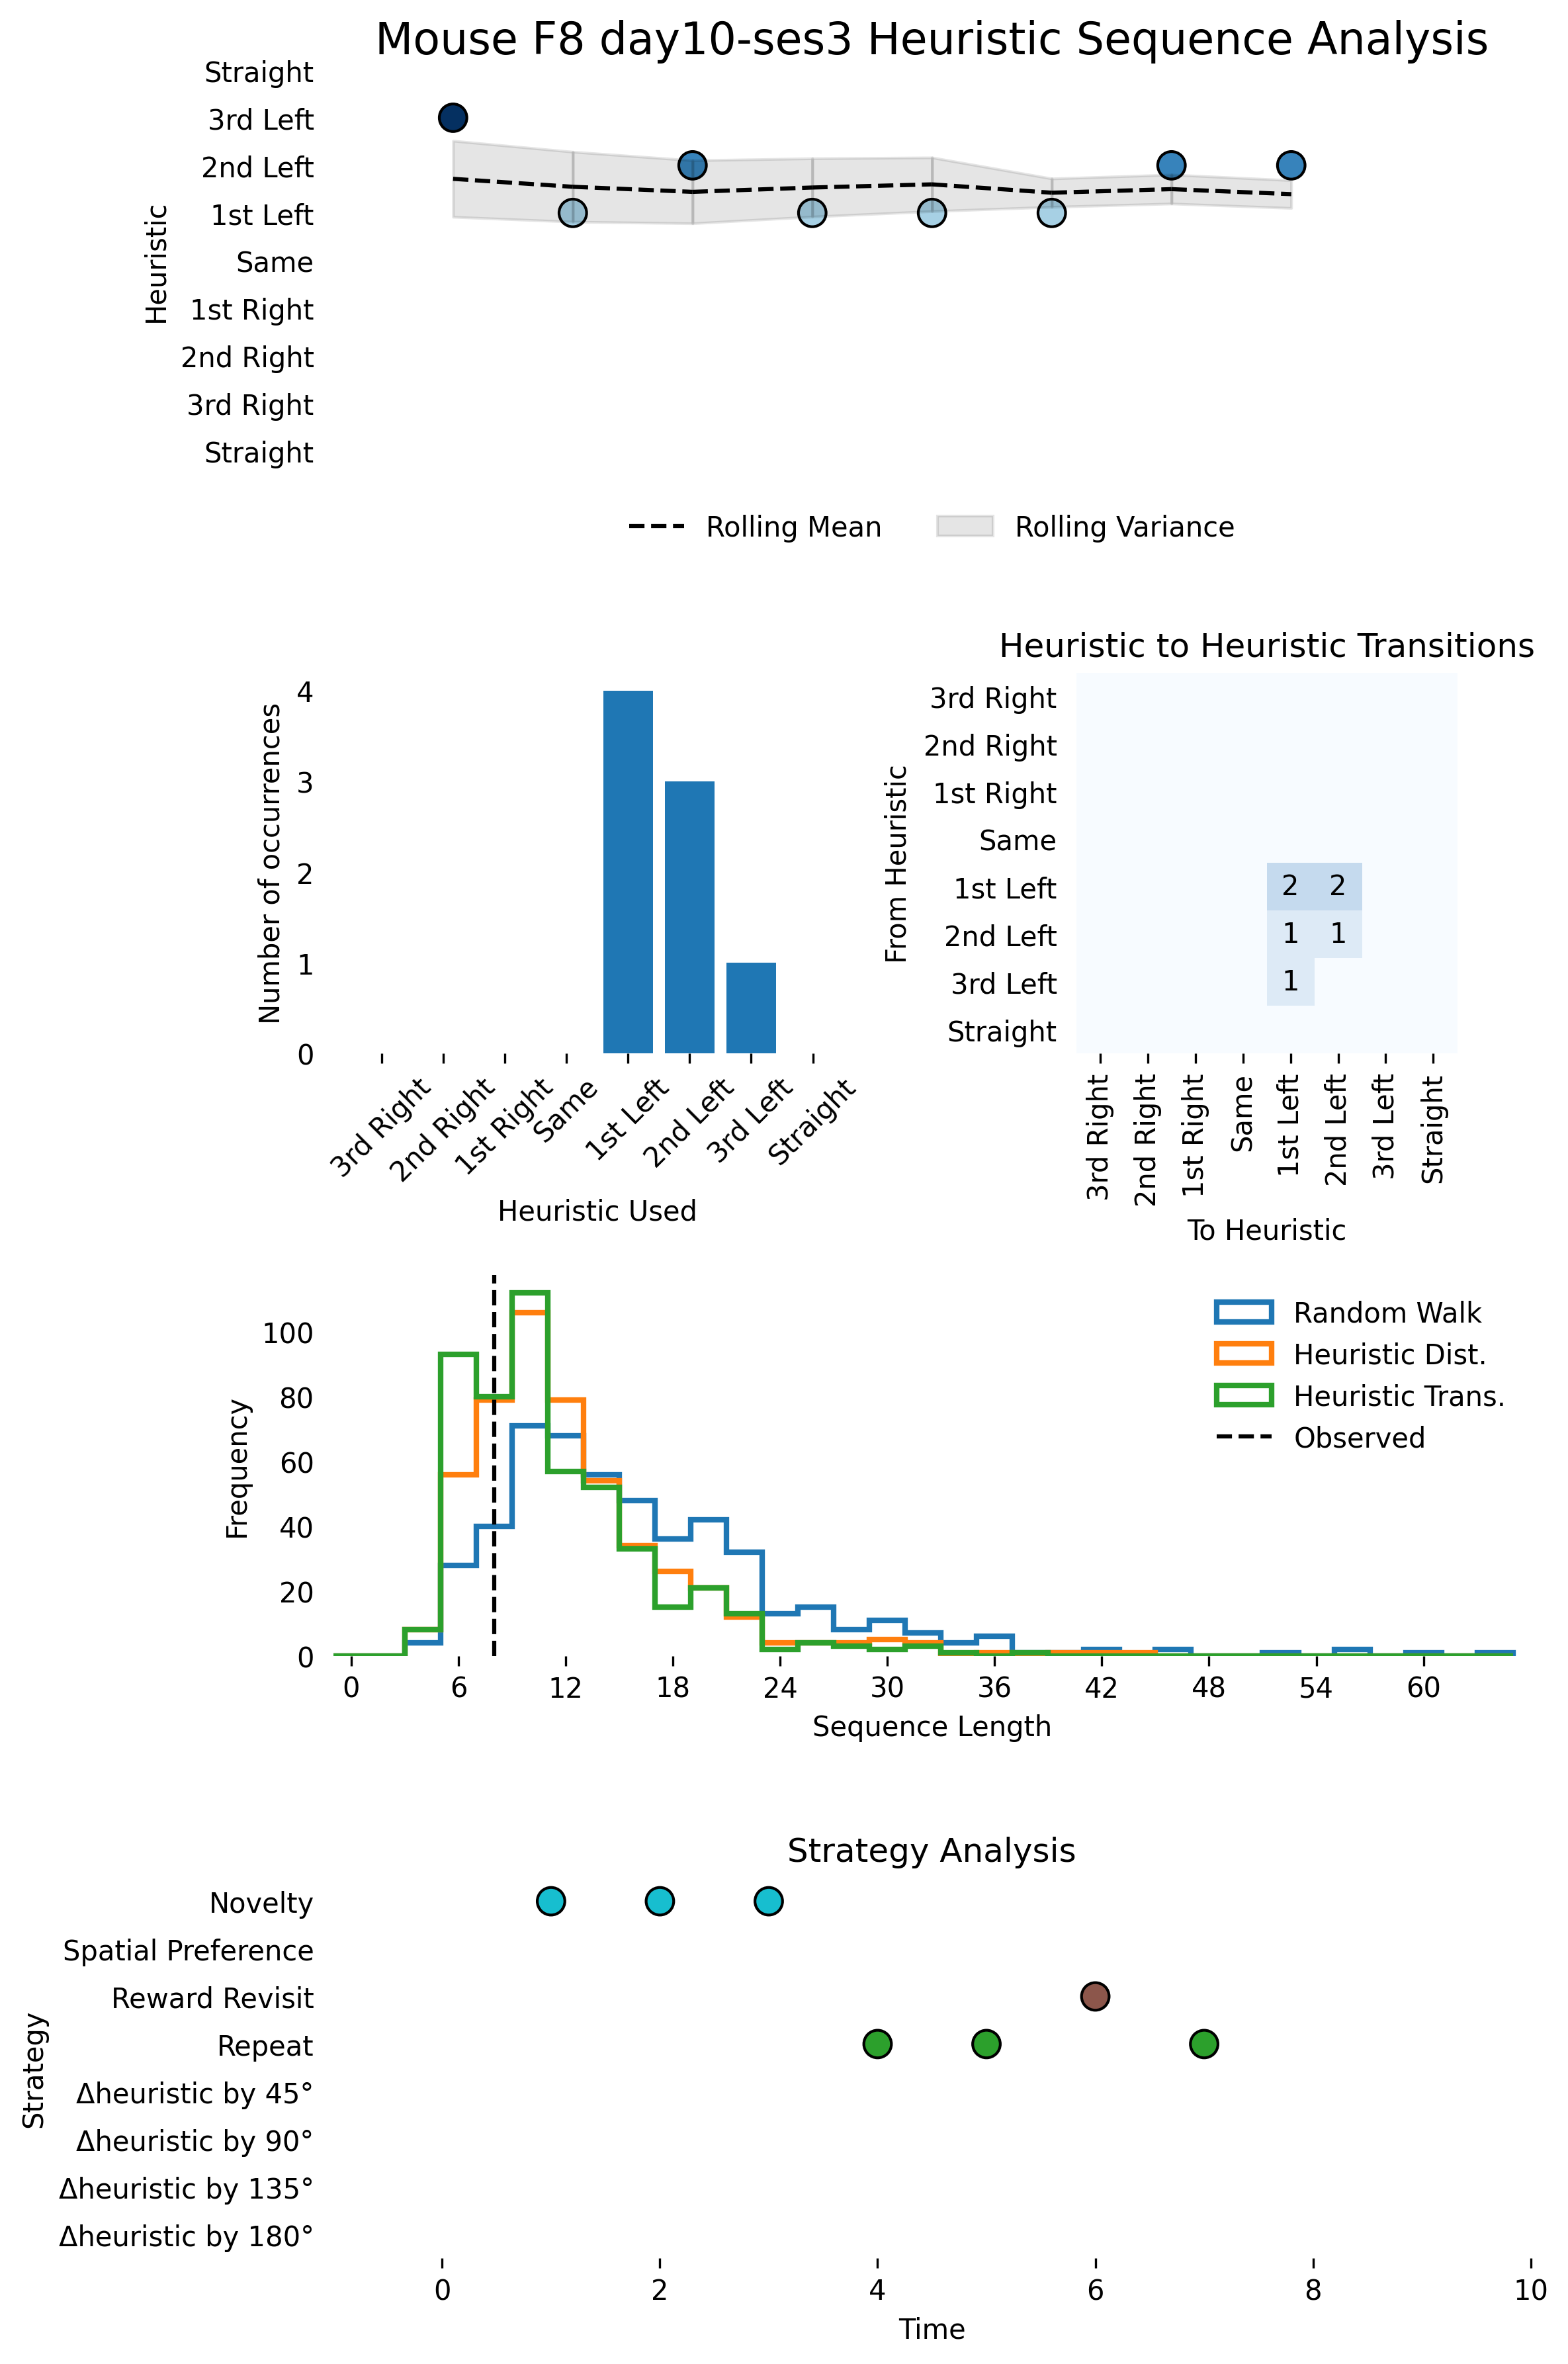 Mouse F8 day10-ses3 Heuristic Sequence Analysis
Straight
3rd Left
2nd Left
1st Left
Same
1st Right
2nd Right
3rd Right
Straight
Heuristic
Rolling Mean
Rolling Variance
4
3
2
1
0
Number of occurrences
3rd Right
2nd Right
1st Right
Same
1st Left
2nd Left
3rd Left
Straight
Heuristic Used
Heuristic to Heuristic Transitions
3rd Right
2nd Right
1st Right
Same
1st Left
2nd Left
3rd Left
Straight
From Heuristic
2 2
1 1
1
3rd Right
2nd Right
1st Right
Same
1st Left
2nd Left
3rd Left
Straight
To Heuristic
100
80
60
40
20
0
Frequency
Random Walk
Heuristic Dist.
Heuristic Trans.
Observed
0 6 12 18 24 30 36 42 48 54 60
Sequence Length
Strategy Analysis
Novelty
Spatial Preference
Reward Revisit
Repeat
Δheuristic by 45°
Δheuristic by 90°
Δheuristic by 135°
Δheuristic by 180°
Strategy
0 2 4 6 8 10
Time